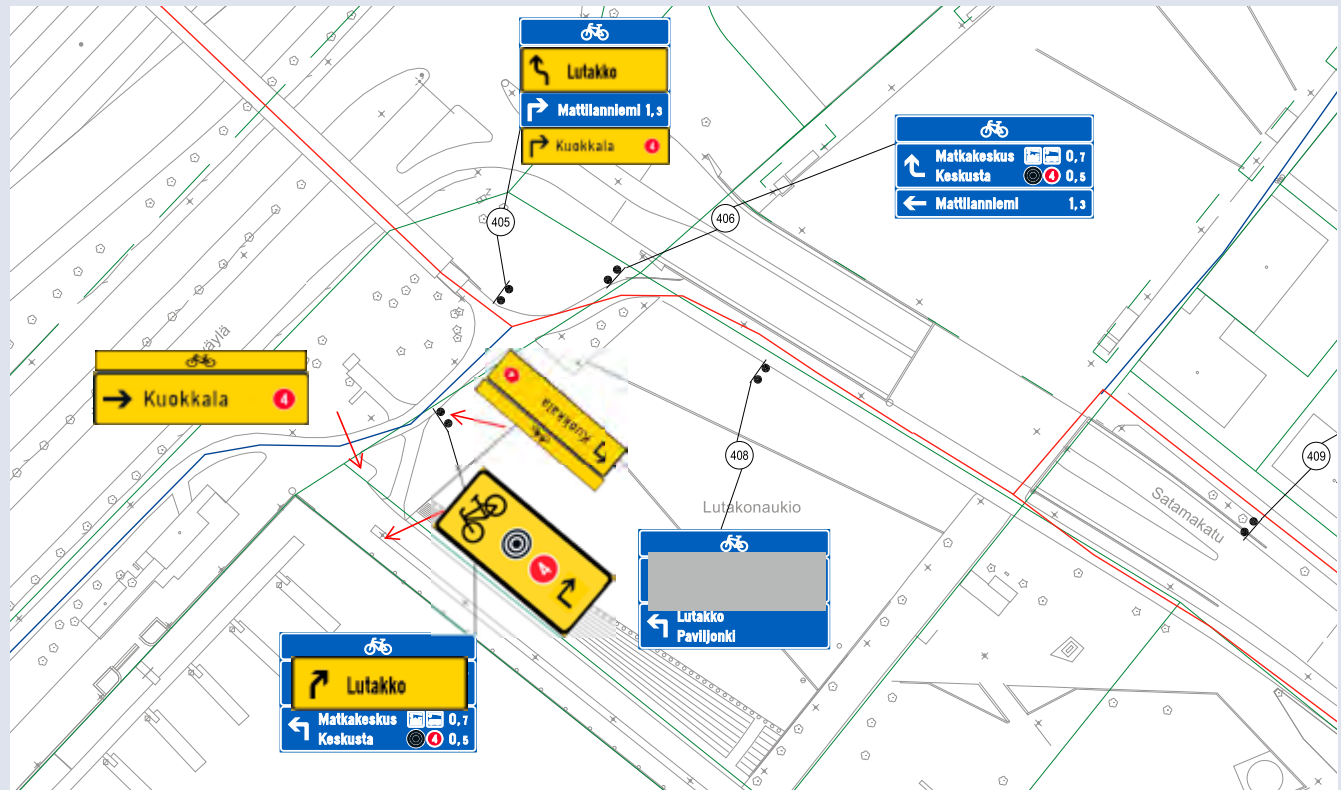 Lutakko
Mattilanniemi 1,3
Kuokkala 4
Matkakeskus 0,7
Keskusta 4 0,5
Mattilanniemi 1,3
405
406
Kuokkala 4
4
Kuokkala
408
409
Lutakonaukio
Satamakatu
4
Lutakko
Paviljonki
Lutakko
Matkakeskus 0,7
Keskusta 4 0,5